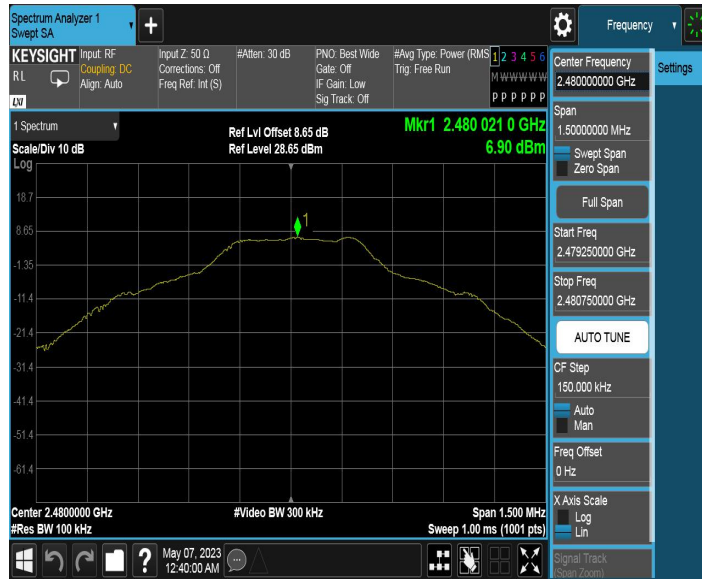 Spectrum Analyzer 1
Swept SA
+
Frequency
KEYSIGHT
RL
LXI
Input: RF
Coupling: DC
Align: Auto
Input Z: 50 Ω
Corrections: Off
Freq Ref: Int (S)
#Atten: 30 dB
PNO: Best Wide
Gate: Off
IF Gain: Low
Sig Track: Off
#Avg Type: Power (RMS
Trig: Free Run
1 2 3 4 5 6
M W W W W W
P P P P P P
1 Spectrum
Scale/Div 10 dB
Ref Lvl Offset 8.65 dB
Ref Level 28.65 dBm
Mkr1 2.480 021 0 GHz
6.90 dBm
Log
18.7
8.65
-1.35
-11.4
-21.4
-31.4
-41.4
-51.4
-61.4
1
Center 2.4800000 GHz
#Res BW 100 kHz
#Video BW 300 kHz
Span 1.500 MHz
Sweep 1.00 ms (1001 pts)
May 07, 2023
12:40:00 AM
?
Center Frequency
2.480000000 GHz
Span
1.50000000 MHz
Swept Span
Zero Span
Full Span
Start Freq
2.479250000 GHz
Stop Freq
2.480750000 GHz
AUTO TUNE
CF Step
150.000 kHz
Auto
Man
Freq Offset
0 Hz
X Axis Scale
Log
Lin
Signal Track
(Span Zoom)
Settings